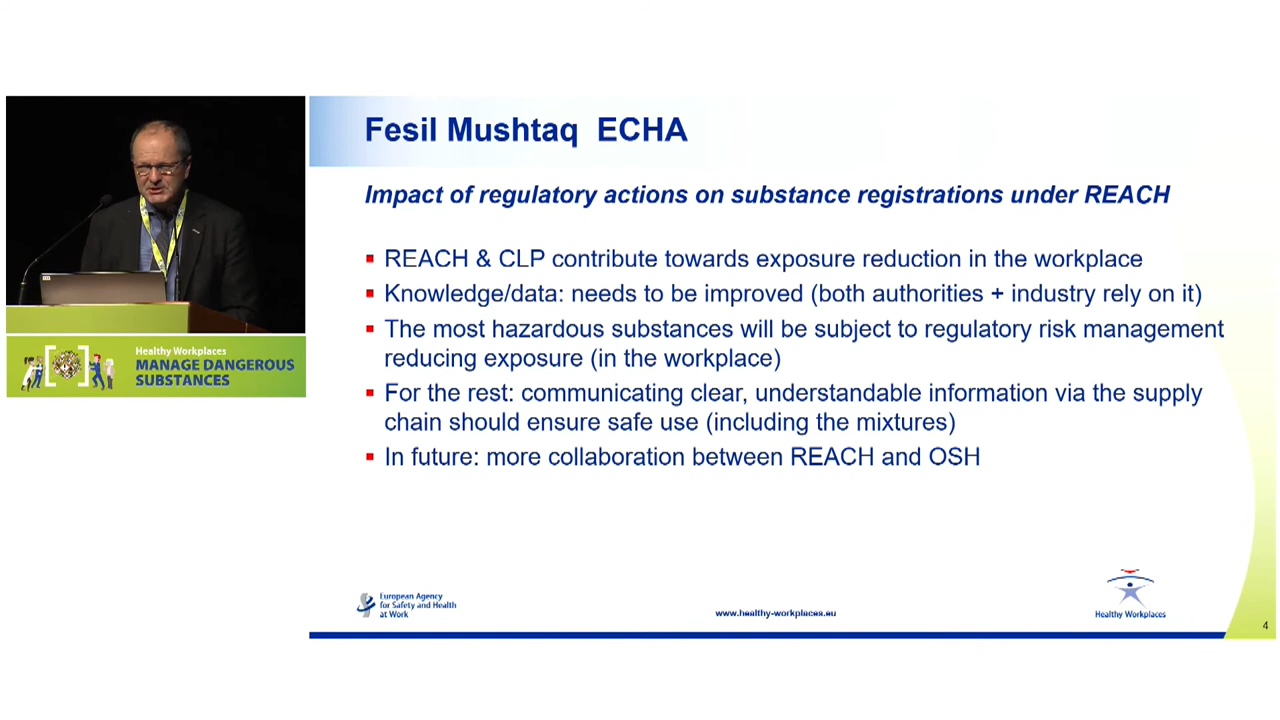 Fesil Mushtaq ECHA
Impact of regulatory actions on substance registrations under REACH
▪ REACH & CLP contribute towards exposure reduction in the workplace
▪ Knowledge/data: needs to be improved (both authorities + industry rely on it)
▪ The most hazardous substances will be subject to regulatory risk management
reducing exposure (in the workplace)
▪ For the rest: communicating clear, understandable information via the supply
chain should ensure safe use (including the mixtures)
▪ In future: more collaboration between REACH and OSH
Healthy Workplaces
MANAGE DANGEROUS
SUBSTANCES
European Agency
for Safety and Health
at Work
www.healthy-workplaces.eu
Healthy Workplaces
4